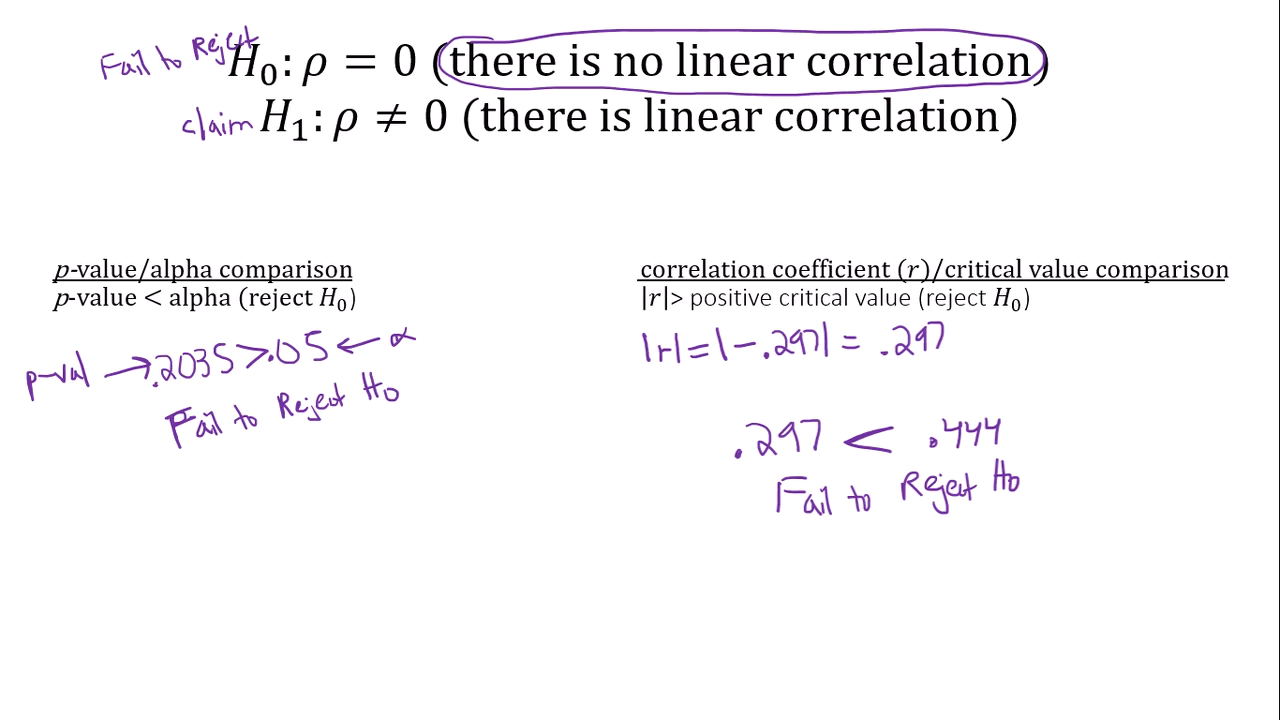 Fail to Reject H₀: ρ = 0 (there is no linear correlation)
claim H₁: ρ ≠ 0 (there is linear correlation)
p-value/alpha comparison
p-value < alpha (reject H₀)
p-val → .2035 > .05 ← α
Fail to Reject H₀
correlation coefficient (r)/critical value comparison
|r|> positive critical value (reject H₀)
|r| = |-.297| = .297
.297 < .444
Fail to Reject H₀